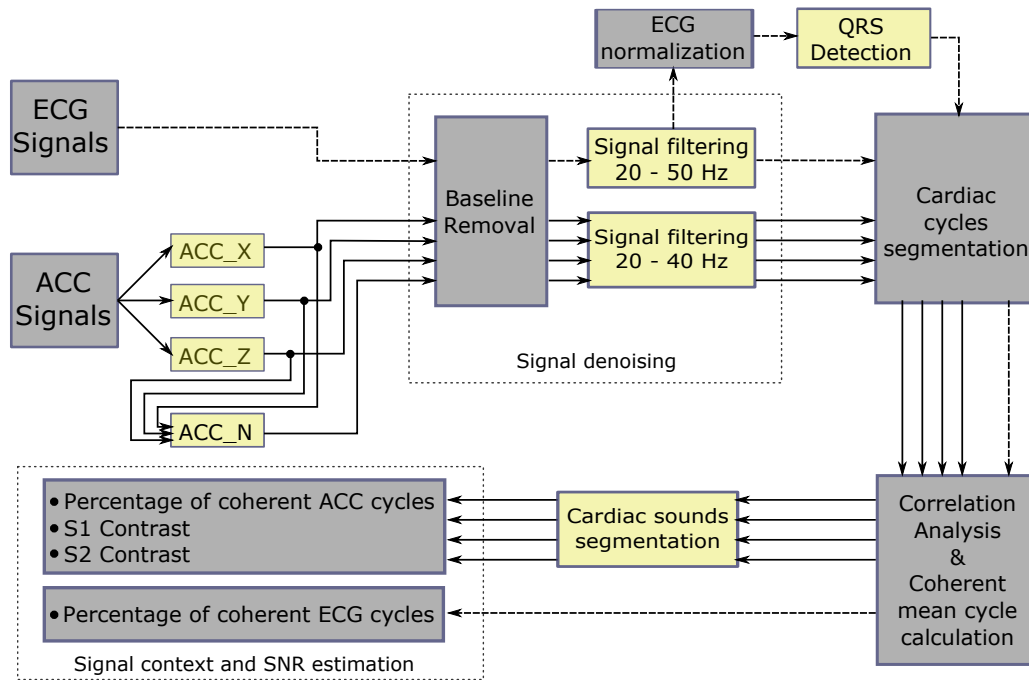 ECG
normalization
QRS
Detection
ECG
Signals
Signal filtering
20 - 50 Hz
Baseline
Removal
Signal filtering
20 - 40 Hz
Cardiac
cycles
segmentation
ACC
Signals
ACC_X
ACC_Y
ACC_Z
ACC_N
Signal denoising
• Percentage of coherent ACC cycles
• S1 Contrast
• S2 Contrast
Cardiac sounds
segmentation
Correlation
Analysis
&
Coherent
mean cycle
calculation
• Percentage of coherent ECG cycles
Signal context and SNR estimation